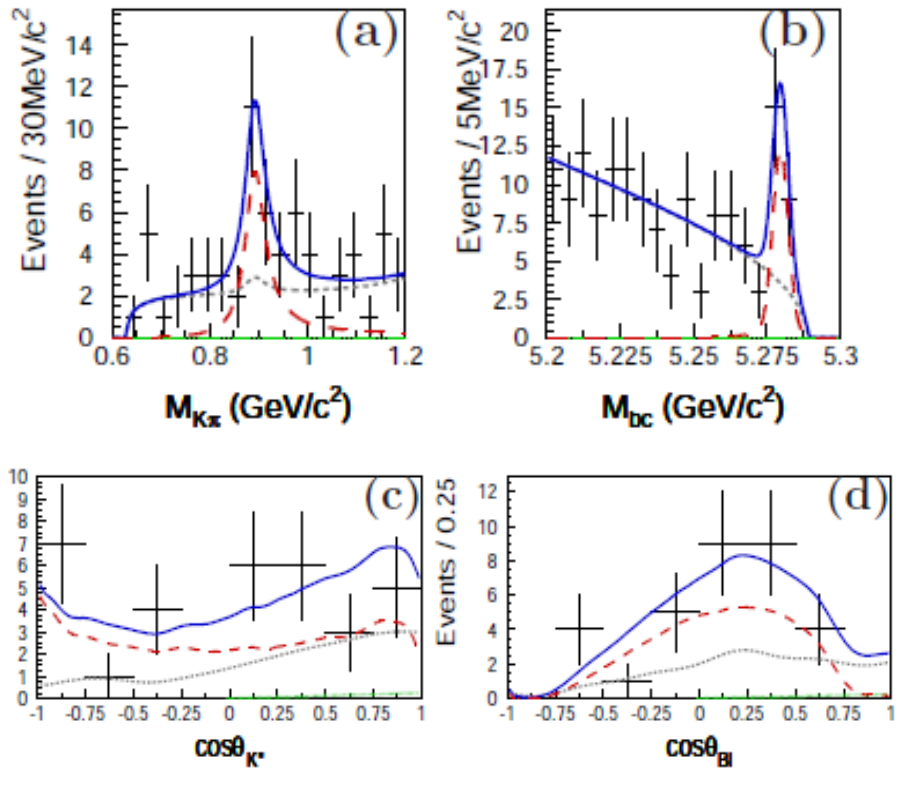 (a)
Events / 30MeV/c²
14
12
10
8
6
4
2
0
0.6 0.8 1 1.2
M_Kπ (GeV/c²)
(b)
Events / 5MeV/c²
20
17.5
15
12.5
10
7.5
5
2.5
0
5.2 5.225 5.25 5.275 5.3
M_bc (GeV/c²)
(c)
10
9
8
7
6
5
4
3
2
1
0
-1 -0.75 -0.5 -0.25 0 0.25 0.5 0.75 1
cosθ_K*
(d)
Events / 0.25
12
10
8
6
4
2
0
-1 -0.75 -0.5 -0.25 0 0.25 0.5 0.75 1
cosθ_Bl